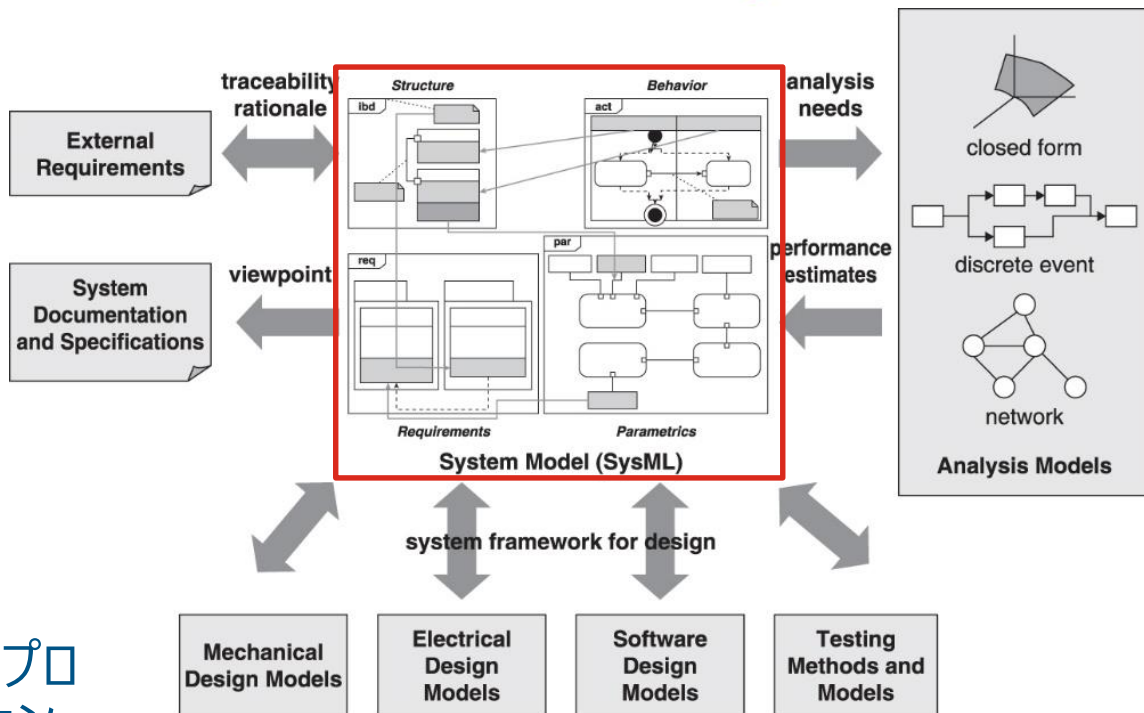 traceability
rationale
Structure
Behavior
analysis
needs
ibd
act
External
Requirements
closed form
viewpoint
req
par
performance
estimates
discrete event
System
Documentation
and Specifications
network
Requirements
Parametrics
System Model (SysML)
Analysis Models
system framework for design
Mechanical
Design Models
Electrical
Design
Models
Software
Design
Models
Testing
Methods and
Models
プロ